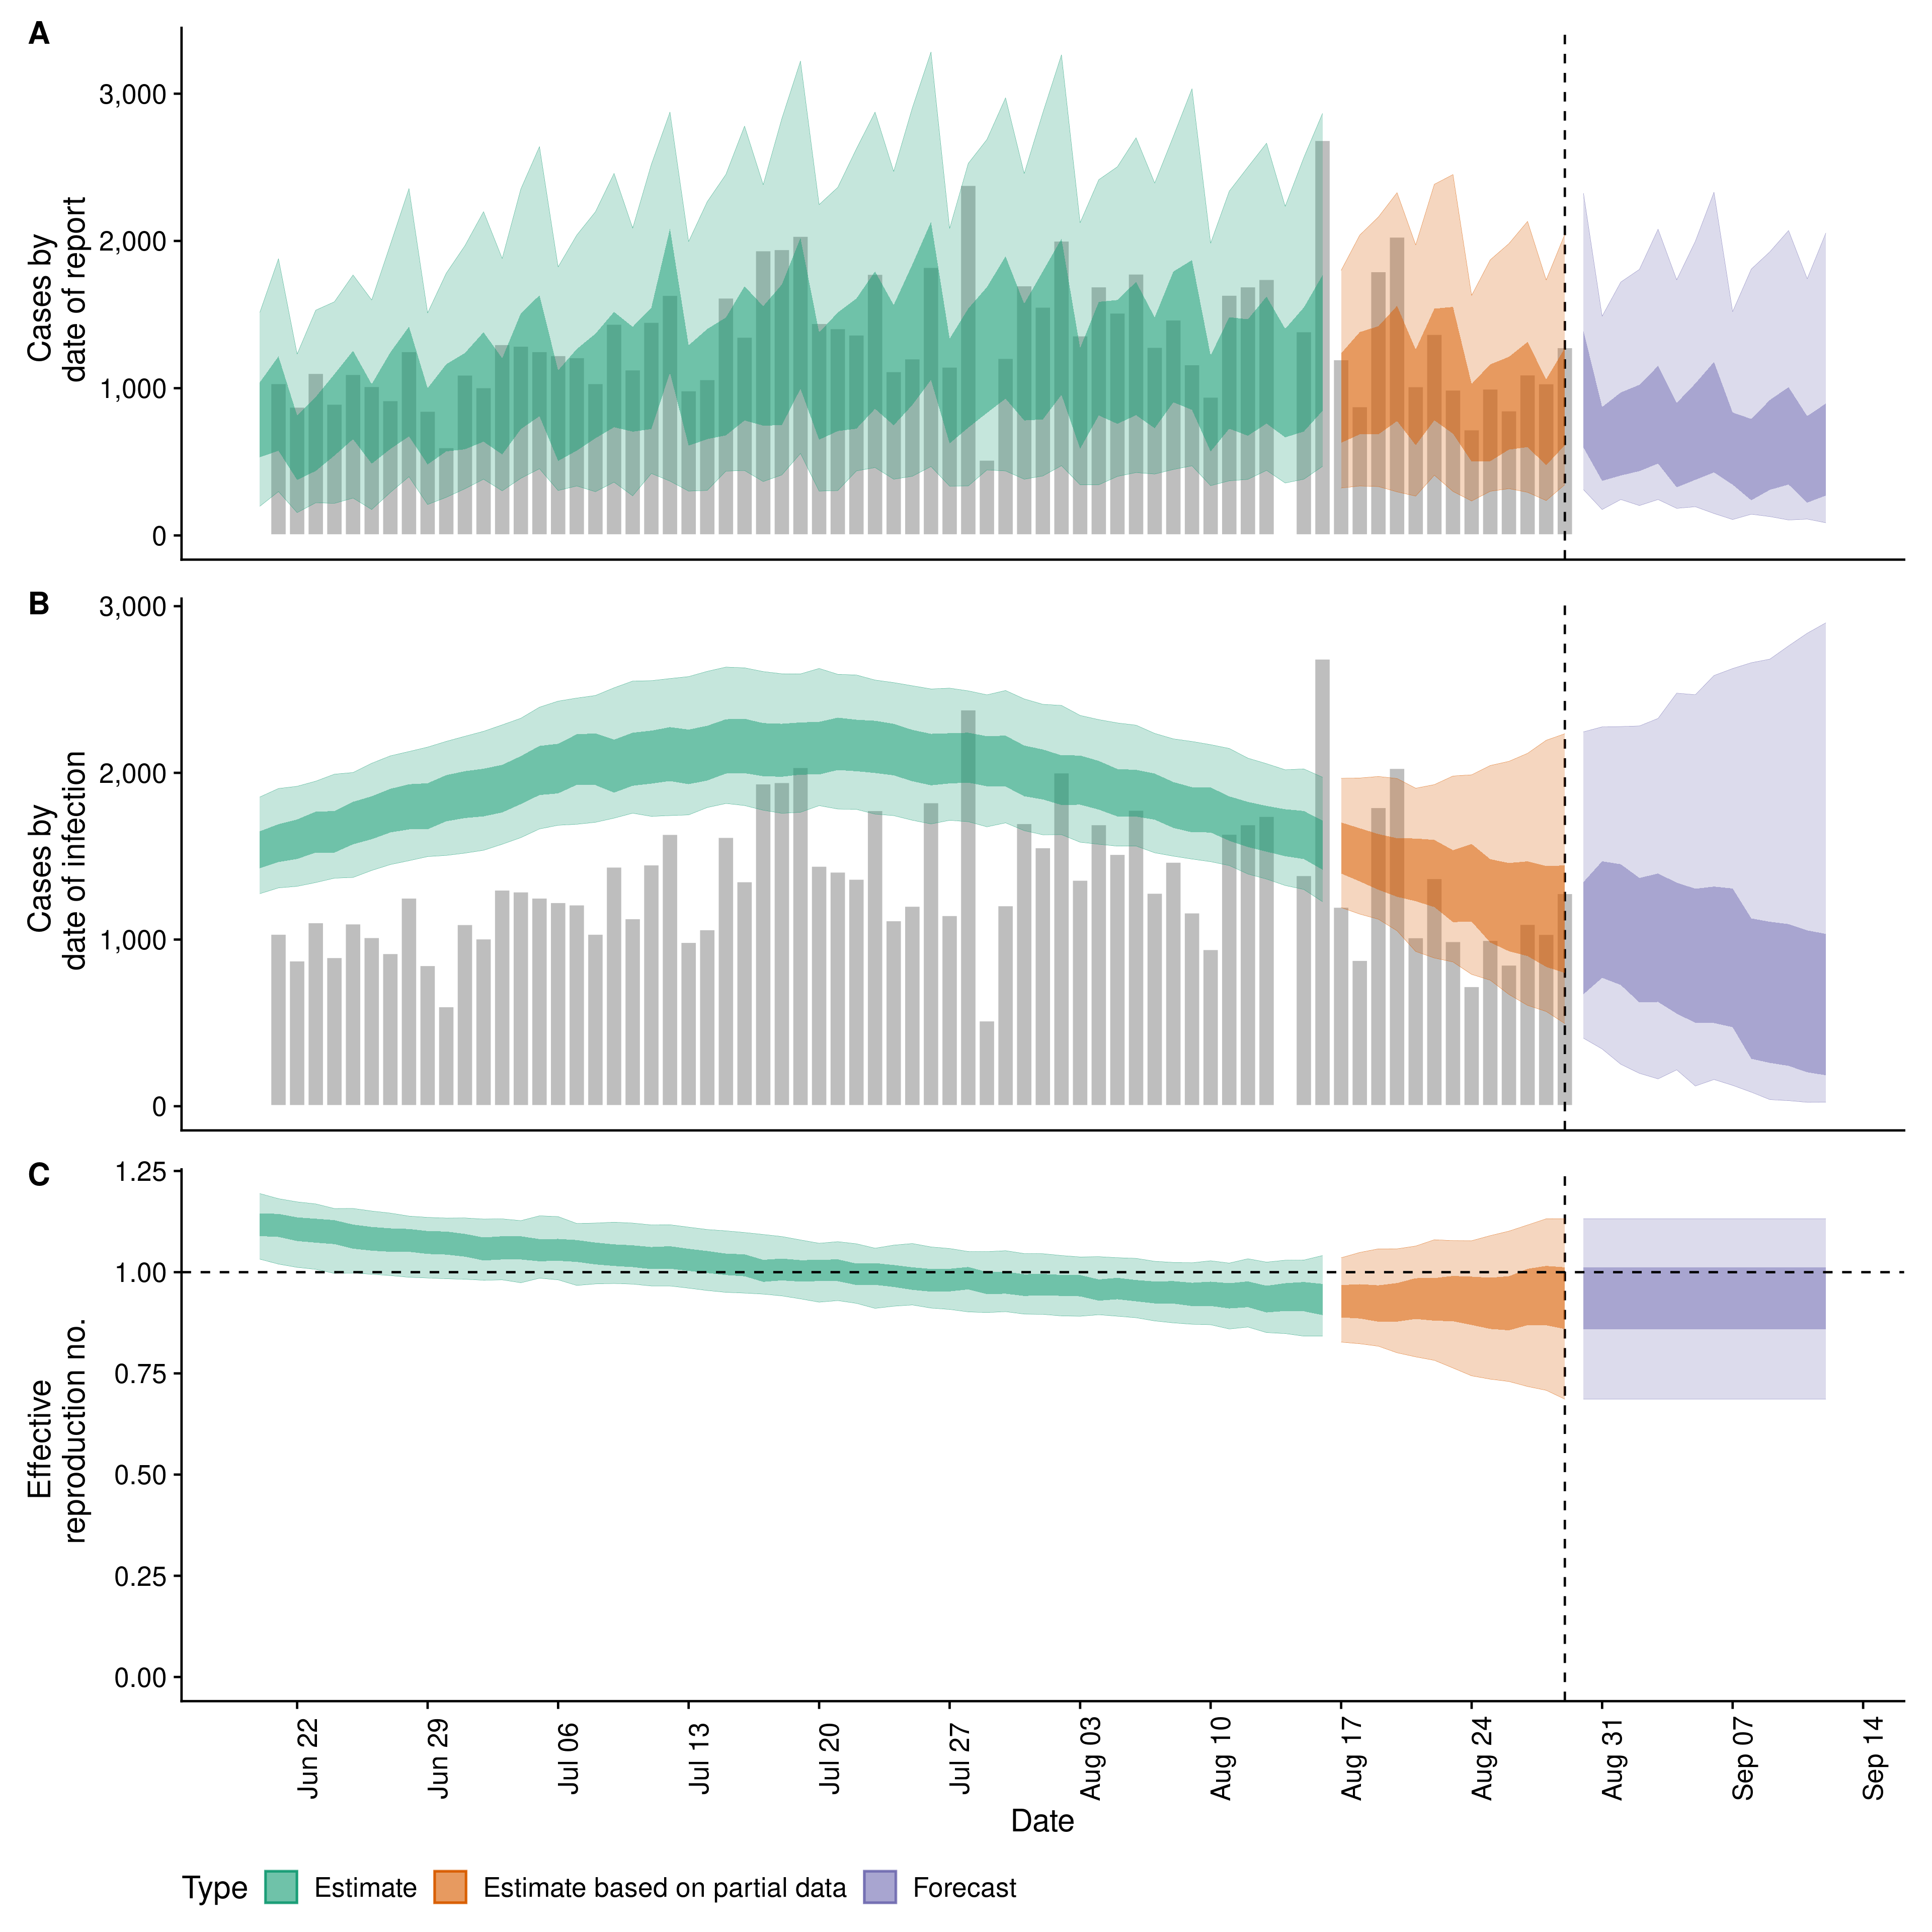 A
Cases by
date of report
3,000
2,000
1,000
0
B
Cases by
date of infection
3,000
2,000
1,000
0
C
Effective
reproduction no.
1.25
1.00
0.75
0.50
0.25
0.00
Jun 22
Jun 29
Jul 06
Jul 13
Jul 20
Jul 27
Aug 03
Aug 10
Aug 17
Aug 24
Aug 31
Sep 07
Sep 14
Date
Type Estimate Estimate based on partial data Forecast